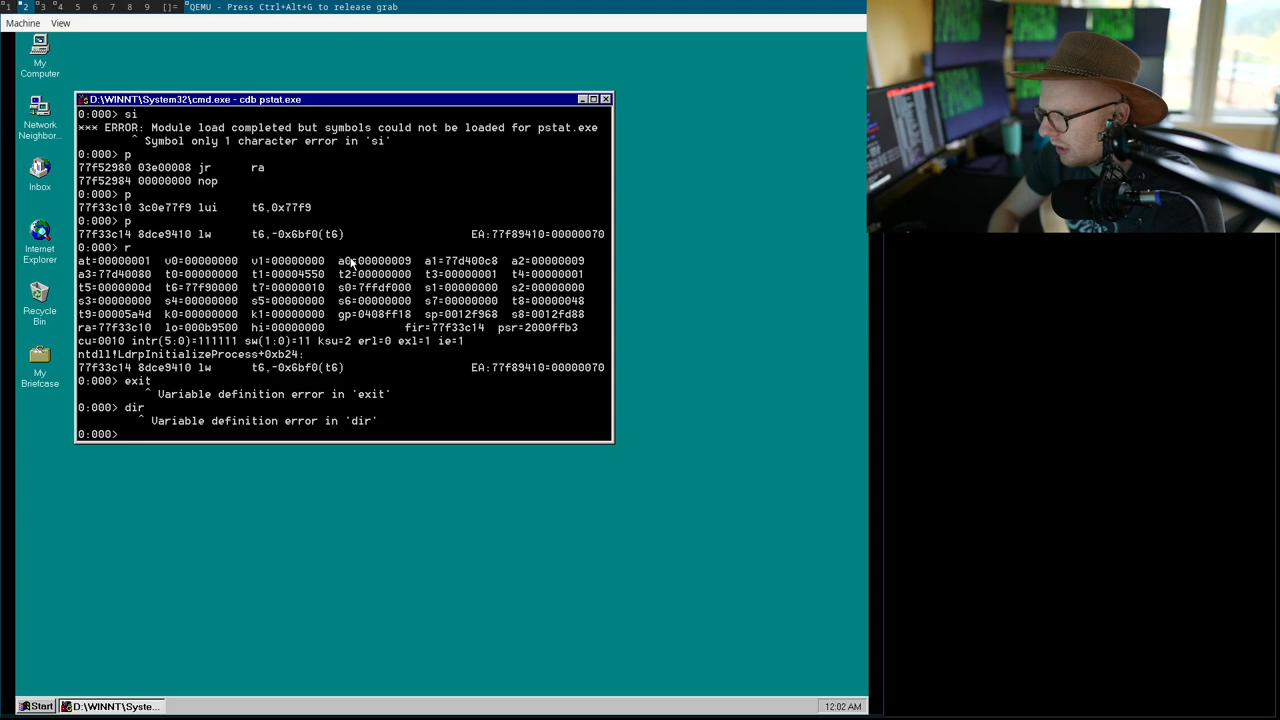 1 2 3 4 5 6 7 8 9 []= QEMU - Press Ctrl+Alt+G to release grab
Machine View
My Computer
Network Neighbor...
Inbox
Internet Explorer
Recycle Bin
My Briefcase
D:\WINNT\System32\cmd.exe - cdb pstat.exe
0:000> si
*** ERROR: Module load completed but symbols could not be loaded for pstat.exe
^ Symbol only 1 character error in 'si'
0:000> p
77f52980 03e00008 jr ra
77f52984 00000000 nop
0:000> p
77f33c10 3c0e77f9 lui t6,0x77f9
0:000> p
77f33c14 8dce9410 lw t6,-0x6bf0(t6) EA:77f89410=00000070
0:000> r
at=00000001 v0=00000000 v1=00000000 a0=00000009 a1=77d400c8 a2=00000009
a3=77d40080 t0=00000000 t1=00004550 t2=00000000 t3=00000001 t4=00000001
t5=0000000d t6=77f90000 t7=00000010 s0=7ffdf000 s1=00000000 s2=00000000
s3=00000000 s4=00000000 s5=00000000 s6=00000000 s7=00000000 t8=00000048
t9=00005a4d k0=00000000 k1=00000000 gp=0408ff18 sp=0012f968 s8=0012fd88
ra=77f33c10 lo=000b9500 hi=00000000 fir=77f33c14 psr=2000ffb3
cu=0010 intr(5:0)=111111 sw(1:0)=11 ksu=2 erl=0 exl=1 ie=1
ntdll!LdrpInitializeProcess+0xb24:
77f33c14 8dce9410 lw t6,-0x6bf0(t6) EA:77f89410=00000070
0:000> exit
^ Variable definition error in 'exit'
0:000> dir
^ Variable definition error in 'dir'
0:000>
Start D:\WINNT\Syste... 12:02 AM